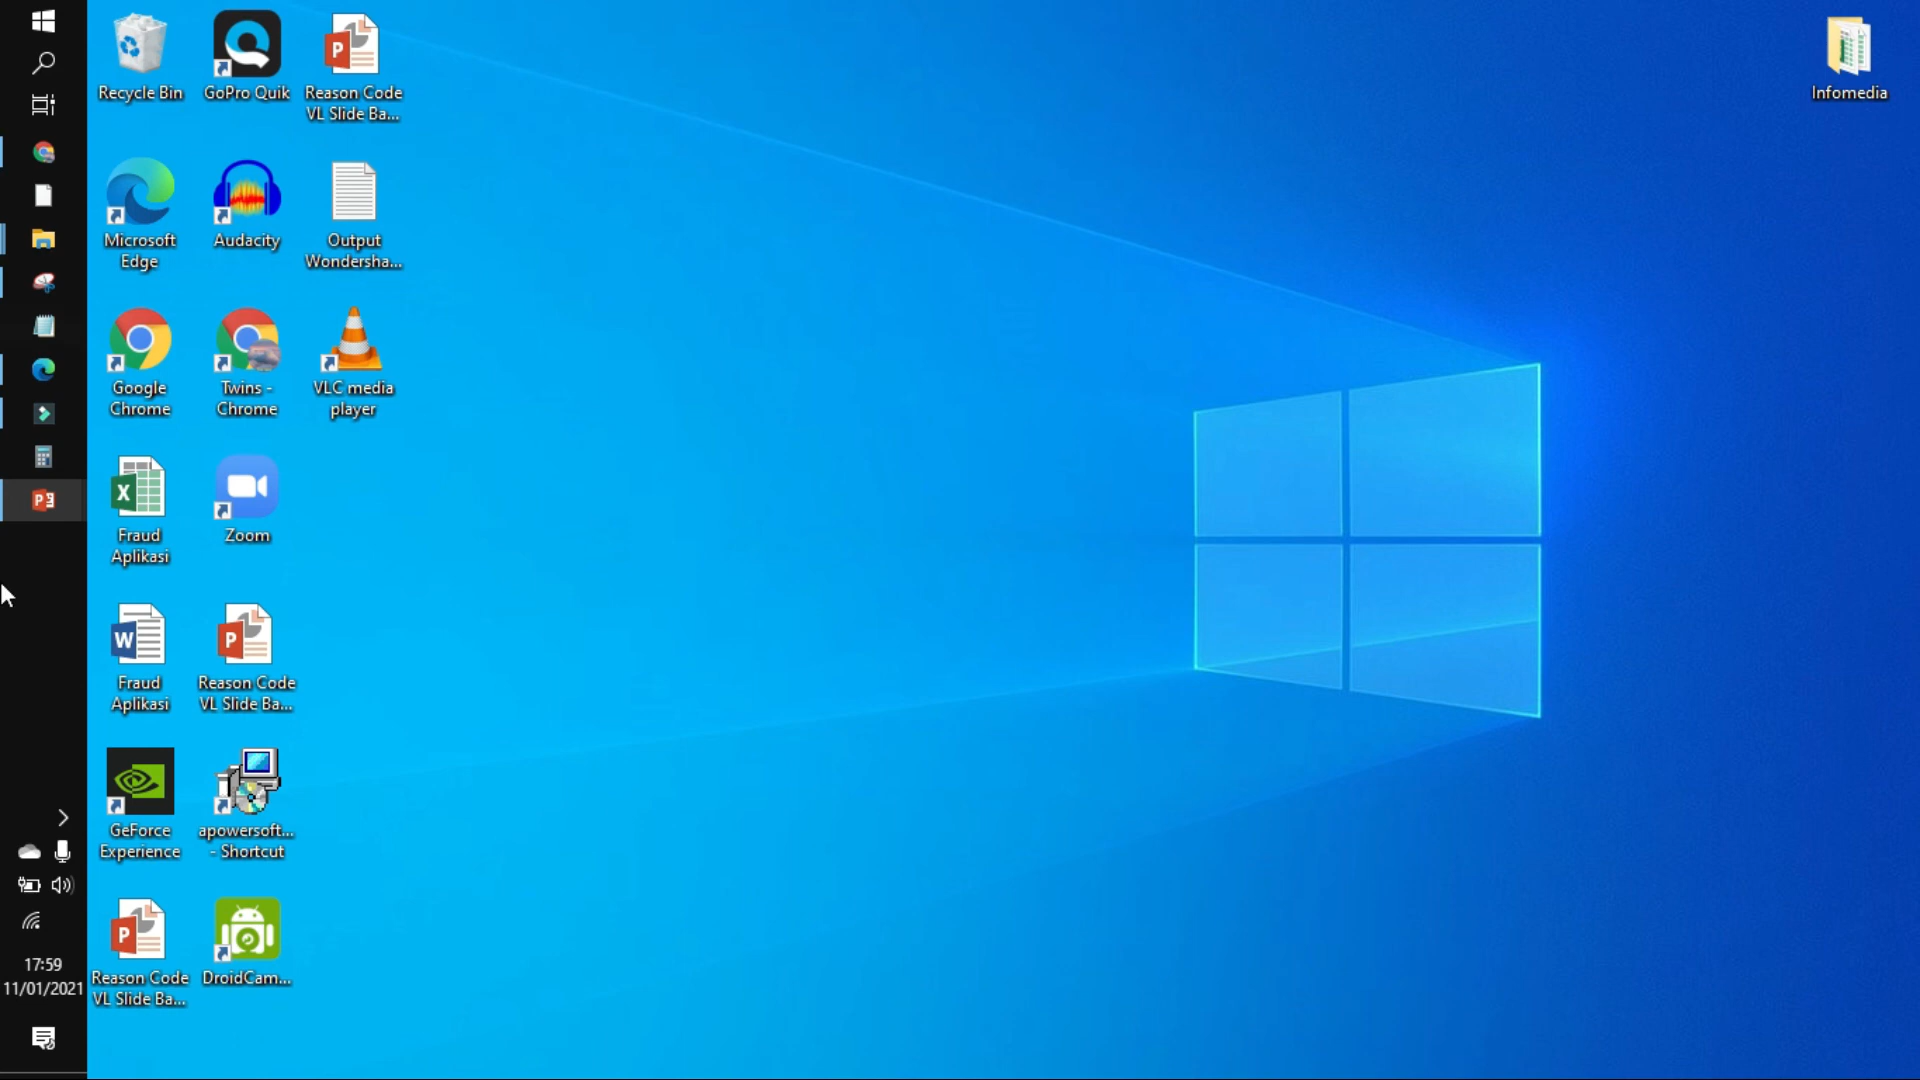 Recycle Bin
GoPro Quik
Reason Code
VL Slide Ba...
Infomedia
Microsoft
Edge
Audacity
Output
Wondersha...
Google
Chrome
Twins -
Chrome
VLC media
player
Fraud
Aplikasi
Zoom
Fraud
Aplikasi
Reason Code
VL Slide Ba...
GeForce
Experience
apowersoft...
- Shortcut
Reason Code
VL Slide Ba...
DroidCam...
17:59
11/01/2021